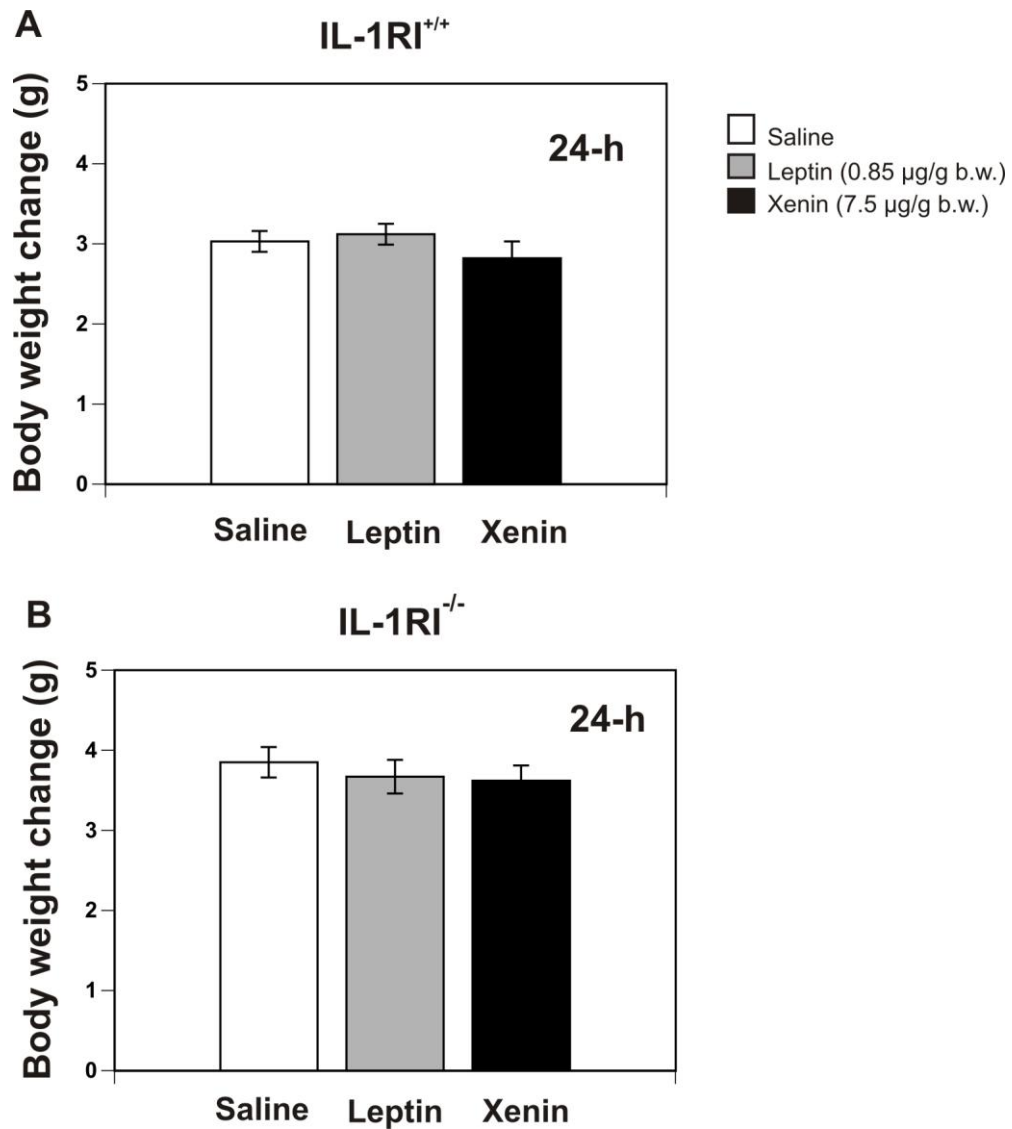 A
IL-1RI+/+
Body weight change (g)
5
4
3
2
1
0
24-h
Saline
Leptin (0.85 µg/g b.w.)
Xenin (7.5 µg/g b.w.)
Saline Leptin Xenin
B
IL-1RI-/-
Body weight change (g)
5
4
3
2
1
0
24-h
Saline Leptin Xenin